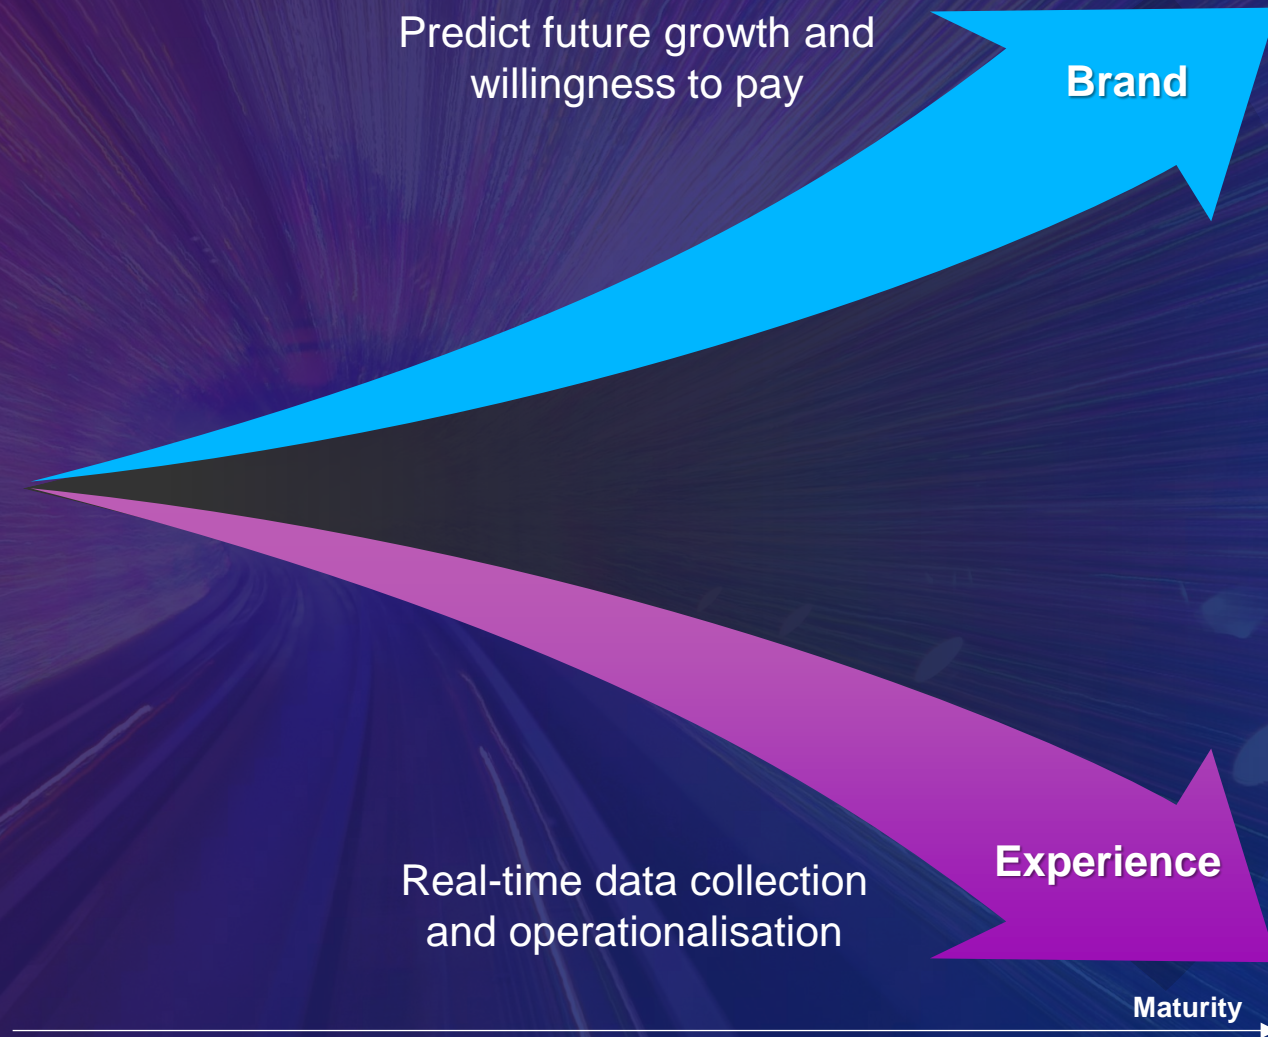 Predict future growth and
willingness to pay
Brand
Experience
Real-time data collection
and operationalisation
Maturity